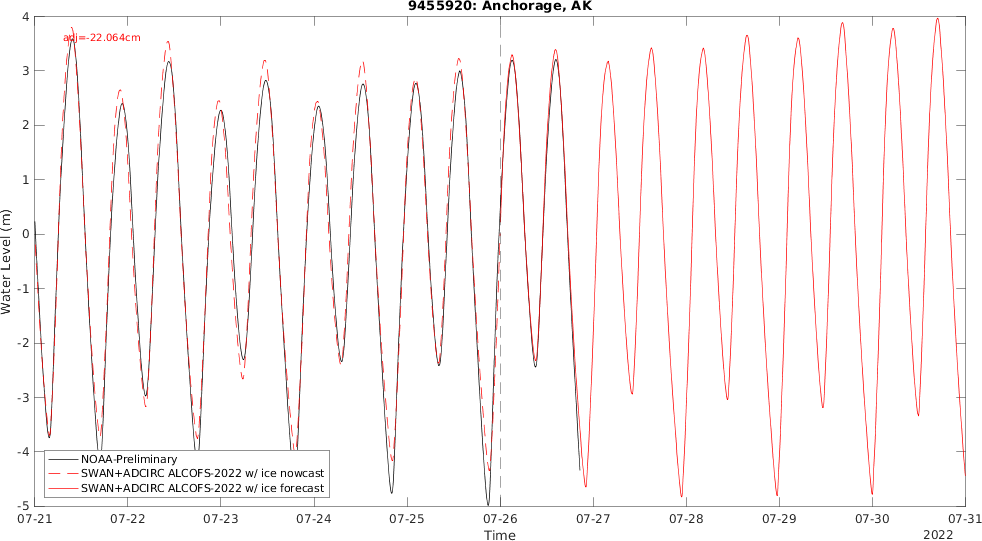 9455920: Anchorage, AK
adj=-22.064cm
4
3
2
1
0
-1
-2
-3
-4
-5
Water Level (m)
NOAA-Preliminary
SWAN+ADCIRC ALCOFS-2022 w/ ice nowcast
SWAN+ADCIRC ALCOFS-2022 w/ ice forecast
07-21 07-22 07-23 07-24 07-25 07-26 07-27 07-28 07-29 07-30 07-31
Time
2022